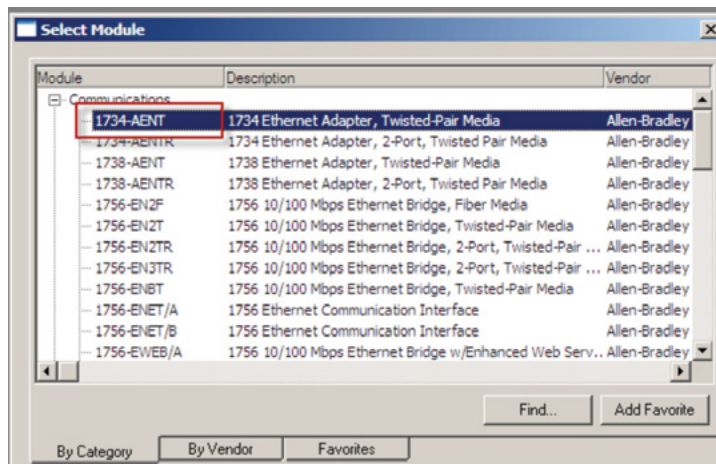 Select Module
Module Description Vendor
Communications
1734-AENT 1734 Ethernet Adapter, Twisted-Pair Media Allen-Bradley
1734-AENTR 1734 Ethernet Adapter, 2-Port, Twisted Pair Media Allen-Bradley
1738-AENT 1738 Ethernet Adapter, Twisted-Pair Media Allen-Bradley
1738-AENTR 1738 Ethernet Adapter, 2-Port, Twisted Pair Media Allen-Bradley
1756-EN2F 1756 10/100 Mbps Ethernet Bridge, Fiber Media Allen-Bradley
1756-EN2T 1756 10/100 Mbps Ethernet Bridge, Twisted-Pair Media Allen-Bradley
1756-EN2TR 1756 10/100 Mbps Ethernet Bridge, 2-Port, Twisted-Pair ... Allen-Bradley
1756-EN3TR 1756 10/100 Mbps Ethernet Bridge, 2-Port, Twisted-Pair ... Allen-Bradley
1756-ENBT 1756 10/100 Mbps Ethernet Bridge, Twisted-Pair Media Allen-Bradley
1756-ENET/A 1756 Ethernet Communication Interface Allen-Bradley
1756-ENET/B 1756 Ethernet Communication Interface Allen-Bradley
1756-EWEB/A 1756 10/100 Mbps Ethernet Bridge w/Enhanced Web Serv.. Allen-Bradley
Find... Add Favorite
By Category By Vendor Favorites